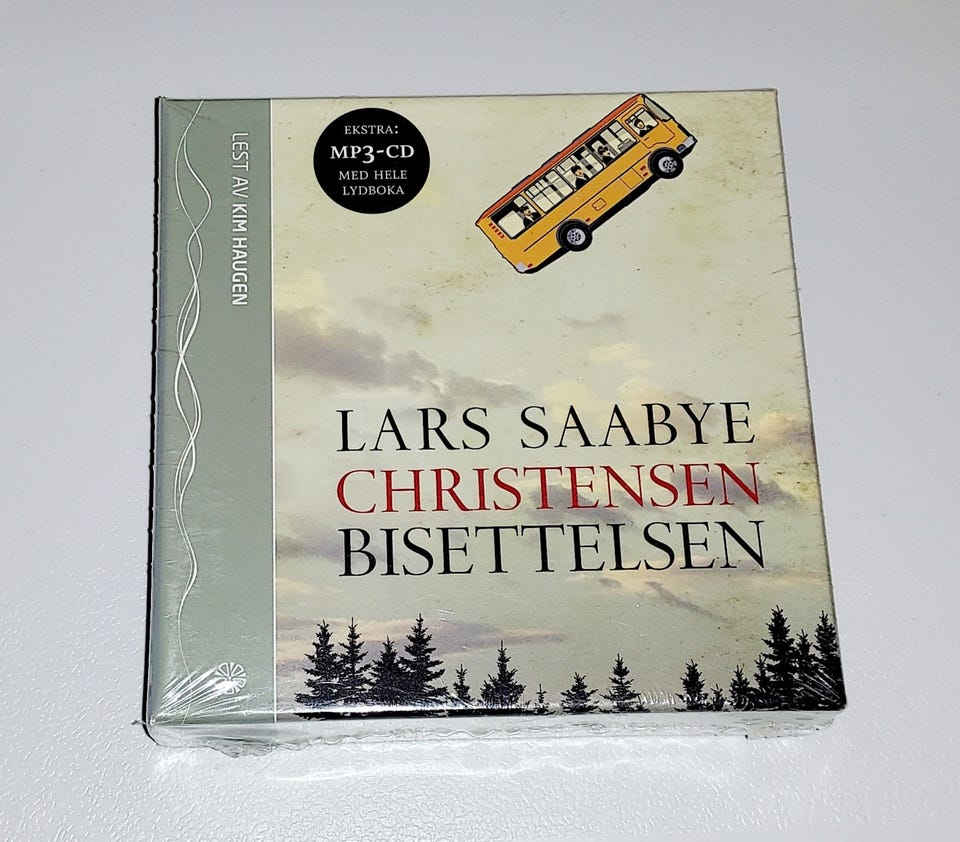 LEST AV KIM HAUGEN
EKSTRA:
MP3-CD
MED HELE
LYDBOKA
LARS SAABYE
CHRISTENSEN
BISETTELSEN